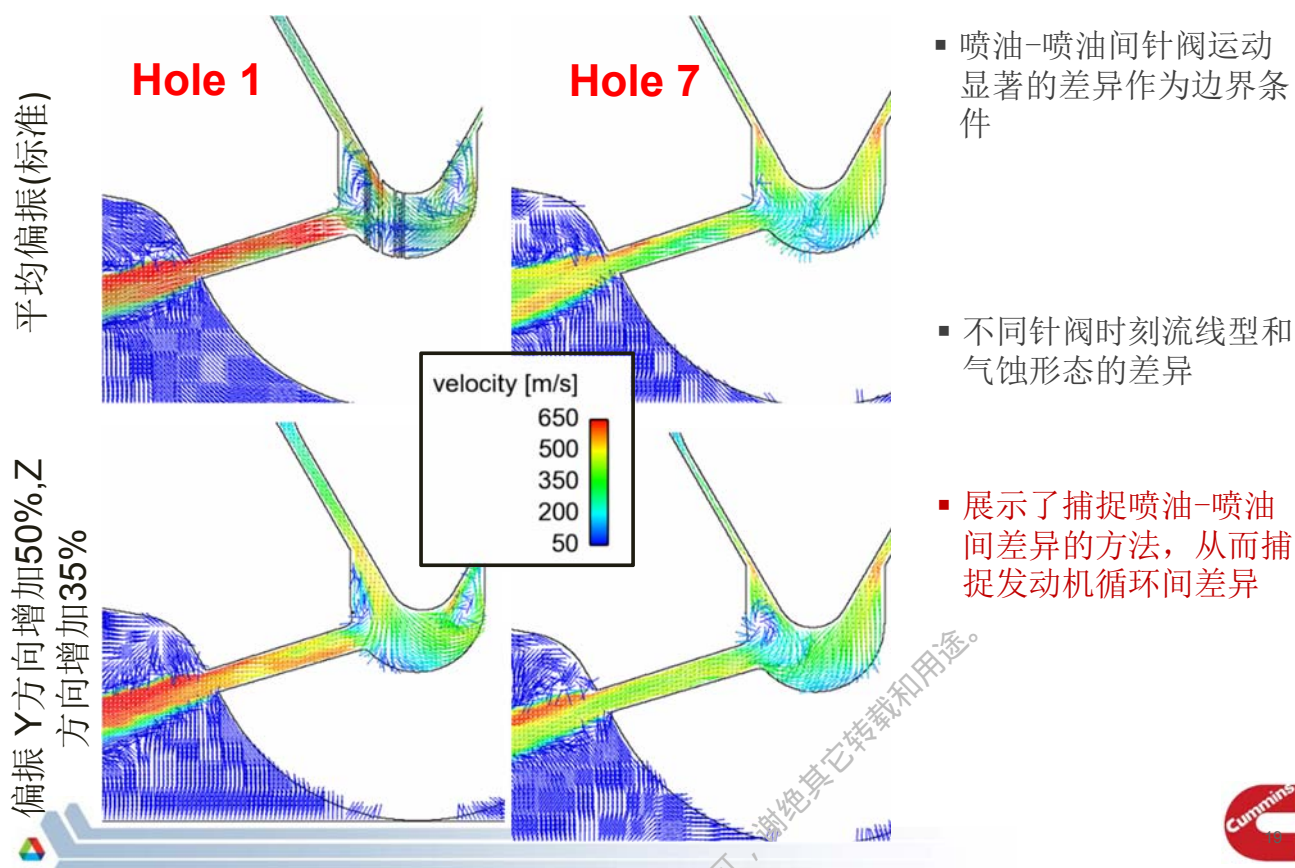 Hole 1
Hole 7
平均偏振(标准)
偏振 Y方向增加50%,Z
方向增加35%
velocity [m/s]
650
500
350
200
50
▪ 喷油-喷油间针阀运动
显著的差异作为边界条
件
▪ 不同针阀时刻流线型和
气蚀形态的差异
▪ 展示了捕捉喷油-喷油
间差异的方法，从而捕
捉发动机循环间差异
，谢绝其它转载和用途。
Cummins